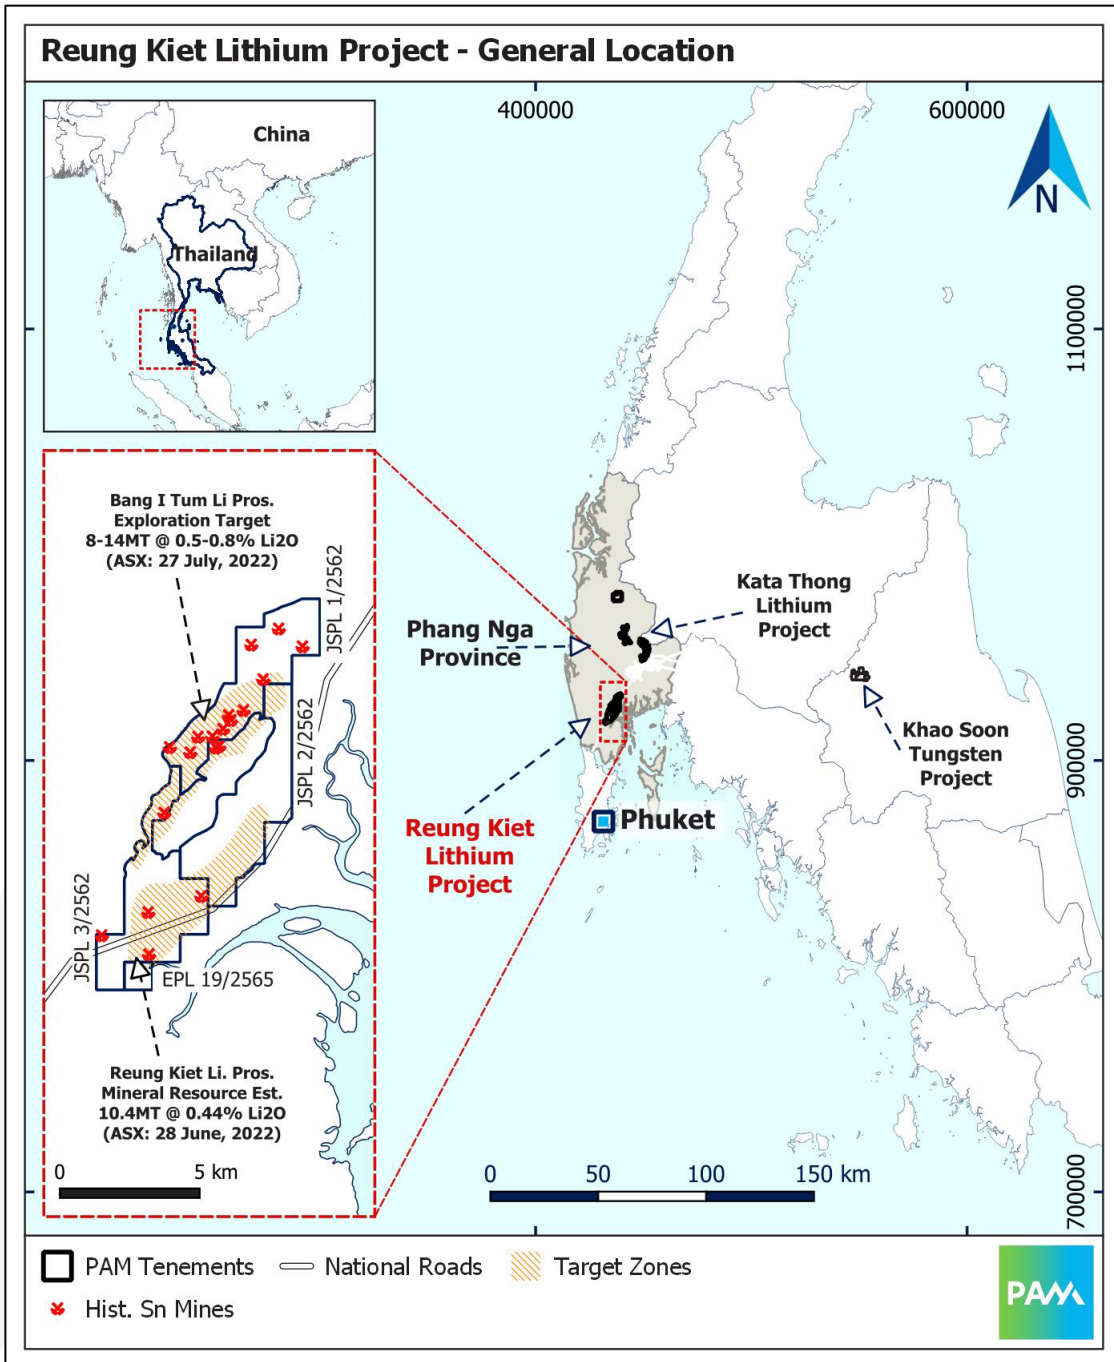 Reung Kiet Lithium Project - General Location
400000
600000
China
Thailand
N
1100000
Bang I Tum Li Pros.
Exploration Target
8-14MT @ 0.5-0.8% Li2O
(ASX: 27 July, 2022)
JSPL 1/2562
JSPL 2/2562
JSPL 3/2562
EPL 19/2565
Reung Kiet Li. Pros.
Mineral Resource Est.
10.4MT @ 0.44% Li2O
(ASX: 28 June, 2022)
0 5 km
Phang Nga
Province
Kata Thong
Lithium
Project
Khao Soon
Tungsten
Project
900000
Reung Kiet
Lithium
Project
Phuket
0 50 100 150 km
700000
PAM Tenements
National Roads
Target Zones
Hist. Sn Mines
PAM